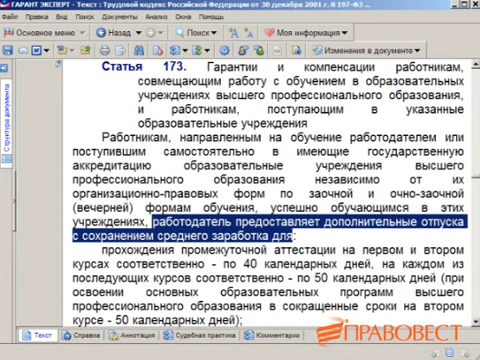 ГАРАНТ ЭКСПЕРТ - Текст : Трудовой кодекс Российской Федерации от 30 декабря 2001 г. N 197-ФЗ ...
Файл Правка Вид Поиск Документы Анализ Окна Помощь
Основное меню Назад Поиск Моя информация
Изменения в документе
Структура документа
Статья 173. Гарантии и компенсации работникам,
совмещающим работу с обучением в образовательных
учреждениях высшего профессионального образования,
и работникам, поступающим в указанные
образовательные учреждения
Работникам, направленным на обучение работодателем или
поступившим самостоятельно в имеющие государственную
аккредитацию образовательные учреждения высшего
профессионального образования независимо от их
организационно-правовых форм по заочной и очно-заочной
(вечерней) формам обучения, успешно обучающимся в этих
учреждениях, работодатель предоставляет дополнительные отпуска
с сохранением среднего заработка для:
прохождения промежуточной аттестации на первом и втором
курсах соответственно - по 40 календарных дней, на каждом из
последующих курсов соответственно - по 50 календарных дней (при
освоении основных образовательных программ высшего
профессионального образования в сокращенные сроки на втором
курсе - 50 календарных дней);
Текст Справка Аннотация Судебная практика Комментарии
ПРАВОВЕСТ